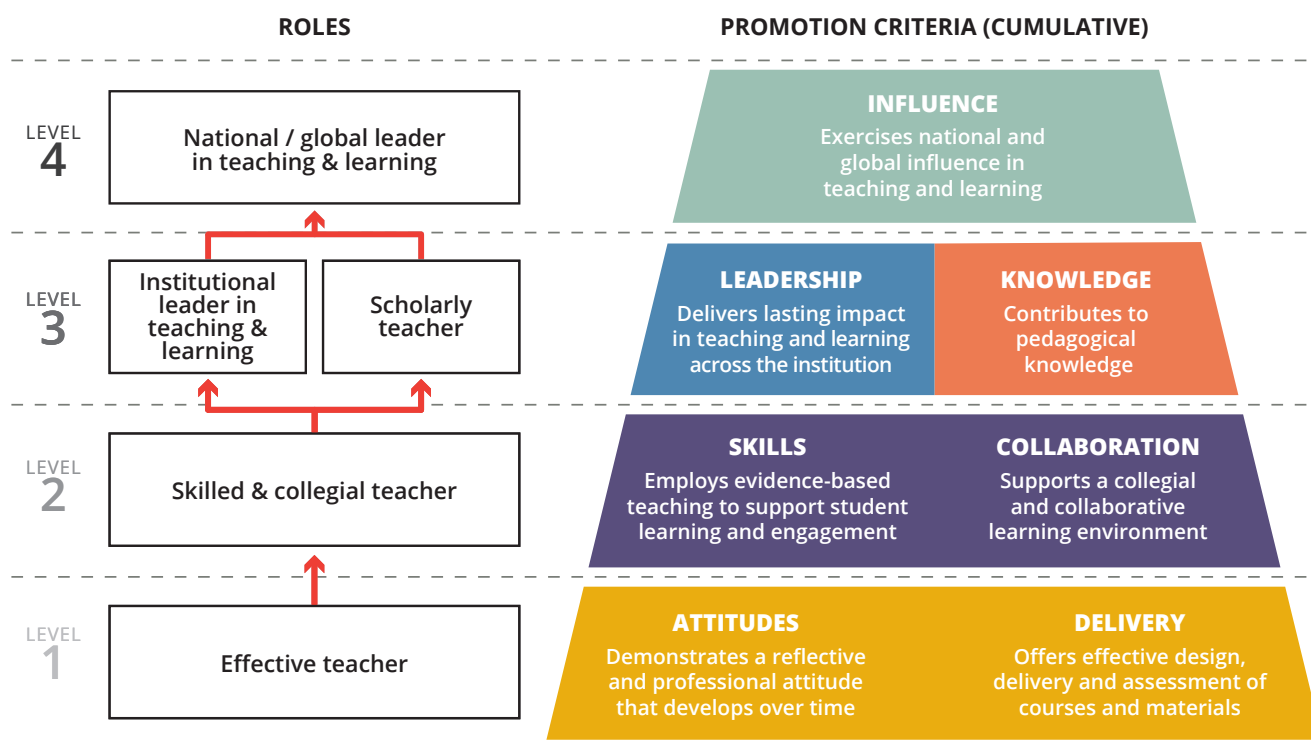 ROLES
PROMOTION CRITERIA (CUMULATIVE)
LEVEL
4
National / global leader
in teaching & learning
INFLUENCE
Exercises national and
global influence in
teaching and learning
LEVEL
3
Institutional
leader in
teaching &
learning
Scholarly
teacher
LEADERSHIP
Delivers lasting impact
in teaching and learning
across the institution
KNOWLEDGE
Contributes to
pedagogical
knowledge
LEVEL
2
Skilled & collegial teacher
SKILLS
Employs evidence-based
teaching to support student
learning and engagement
COLLABORATION
Supports a collegial
and collaborative
learning environment
LEVEL
1
Effective teacher
ATTITUDES
Demonstrates a reflective
and professional attitude
that develops over time
DELIVERY
Offers effective design,
delivery and assessment of
courses and materials